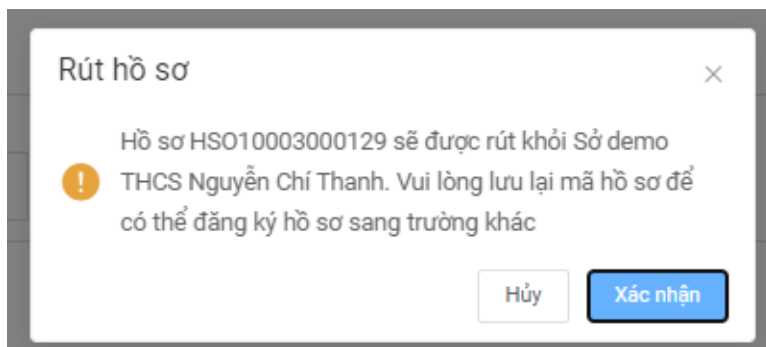 Rút hồ sơ
Hồ sơ HSO10003000129 sẽ được rút khỏi Sở demo
THCS Nguyễn Chí Thanh. Vui lòng lưu lại mã hồ sơ để
có thể đăng ký hồ sơ sang trường khác
Hủy
Xác nhận